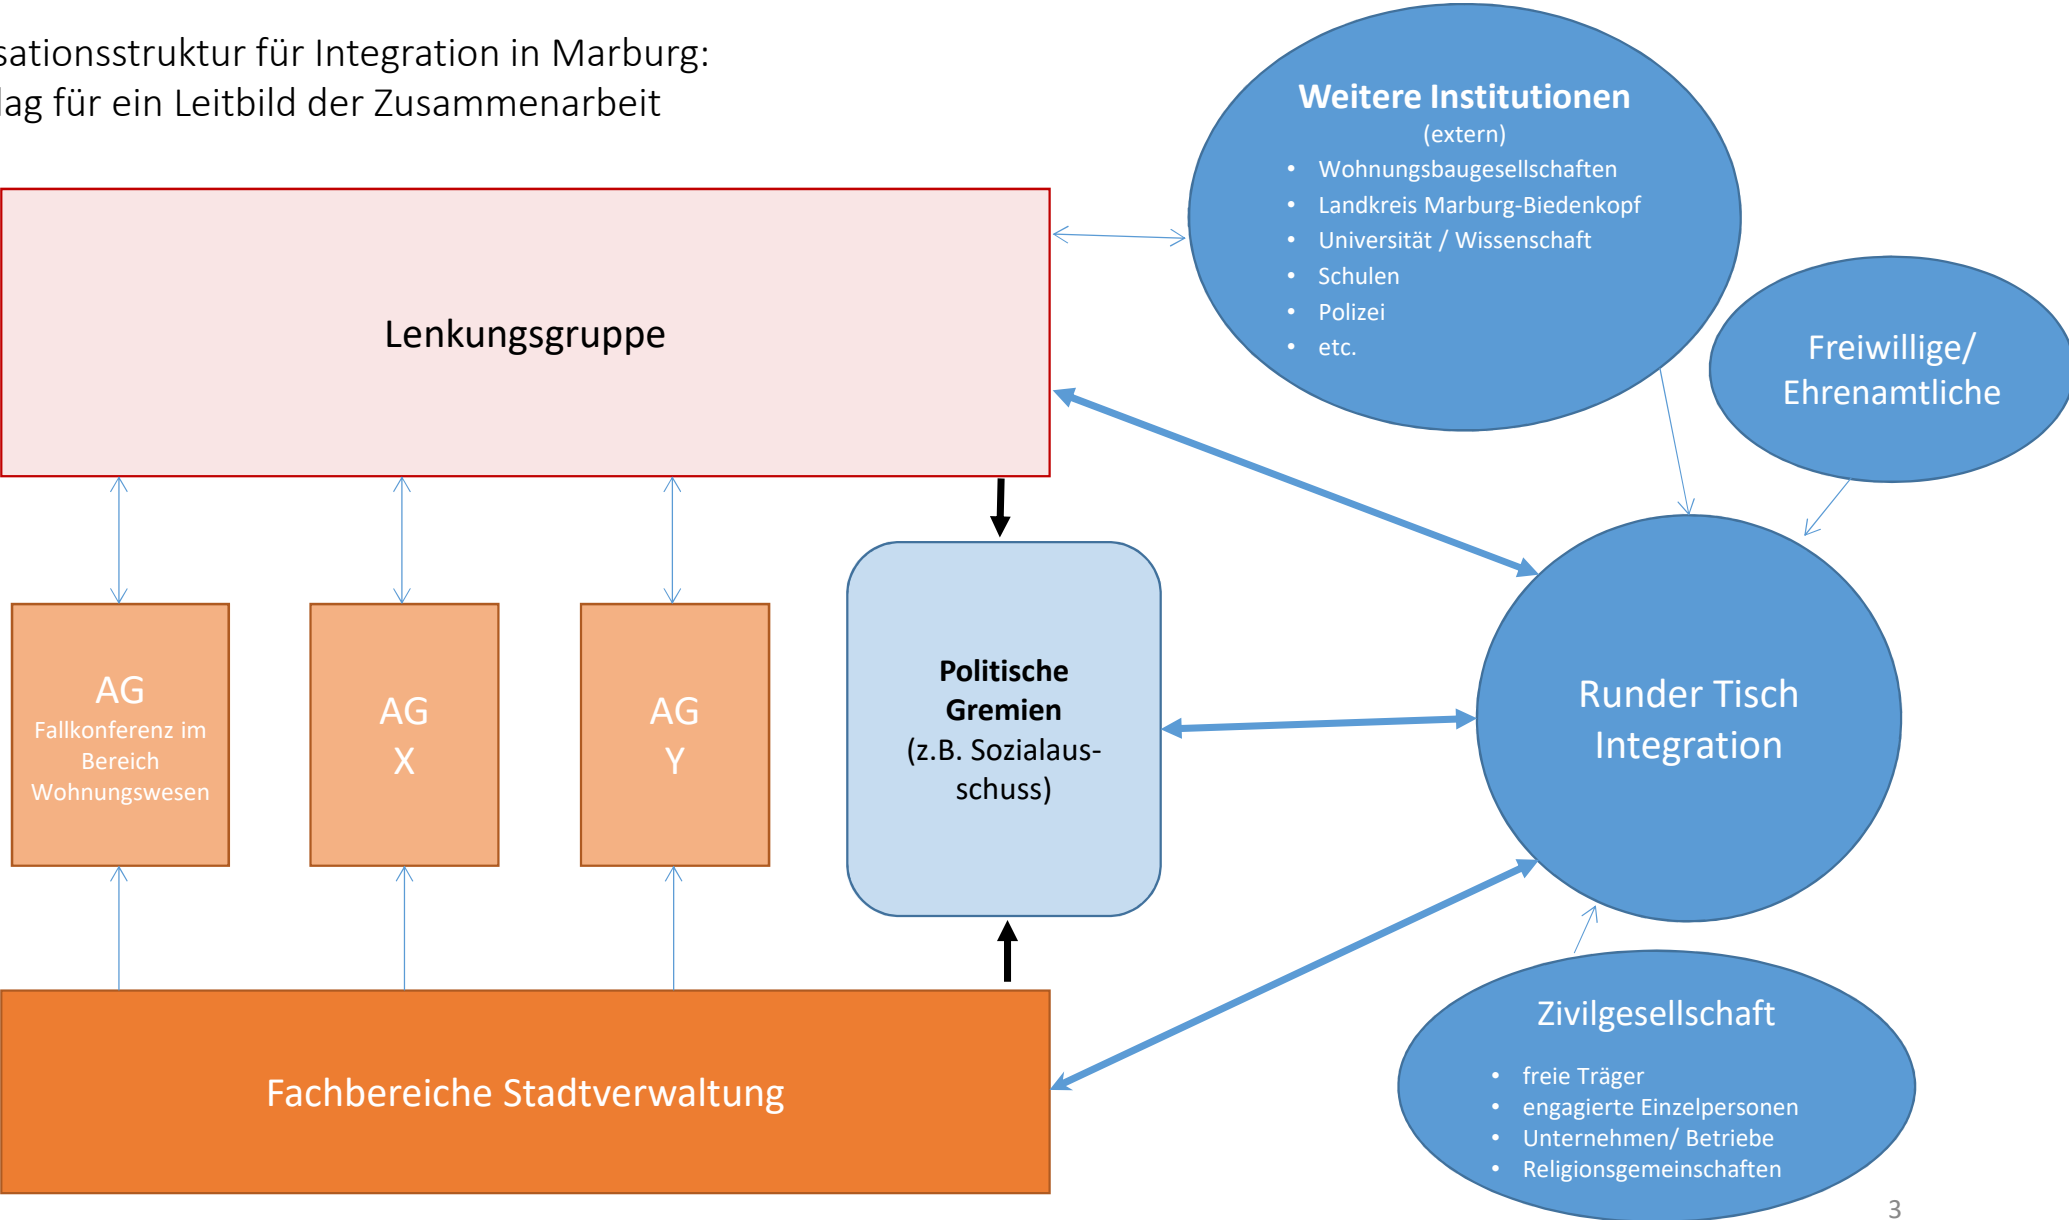 sationsstruktur für Integration in Marburg:
lag für ein Leitbild der Zusammenarbeit
Weitere Institutionen
(extern)
• Wohnungsbaugesellschaften
• Landkreis Marburg-Biedenkopf
• Universität / Wissenschaft
• Schulen
• Polizei
• etc.
Lenkungsgruppe
Freiwillige/
Ehrenamtliche
AG
Fallkonferenz im
Bereich
Wohnungswesen
AG
X
AG
Y
Politische
Gremien
(z.B. Sozialaus-
schuss)
Runder Tisch
Integration
Fachbereiche Stadtverwaltung
Zivilgesellschaft
• freie Träger
• engagierte Einzelpersonen
• Unternehmen/ Betriebe
• Religionsgemeinschaften
3